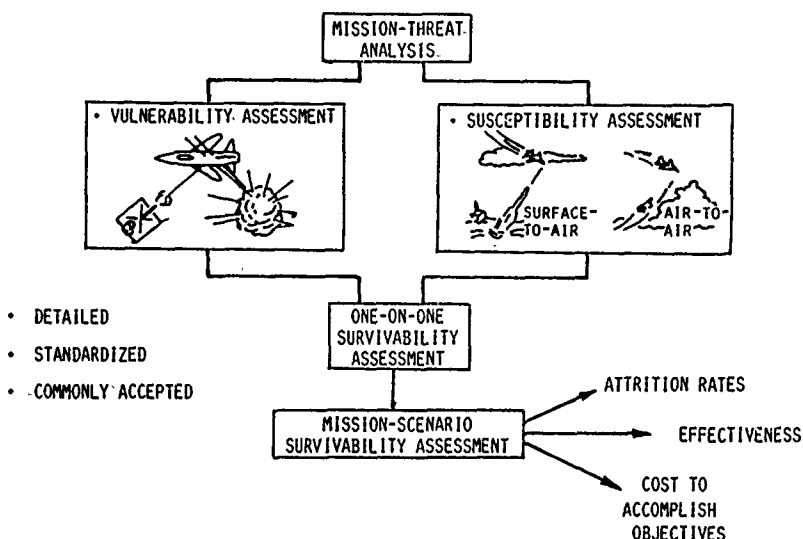 MISSION-THREAT
ANALYSIS
• VULNERABILITY ASSESSMENT
• SUSCEPTIBILITY ASSESSMENT
SURFACE-
TO-AIR
AIR-TO-
AIR
• DETAILED
• STANDARDIZED
• COMMONLY ACCEPTED
ONE-ON-ONE
SURVIVABILITY
ASSESSMENT
MISSION-SCENARIO
SURVIVABILITY ASSESSMENT
ATTRITION RATES
EFFECTIVENESS
COST TO
ACCOMPLISH
OBJECTIVES